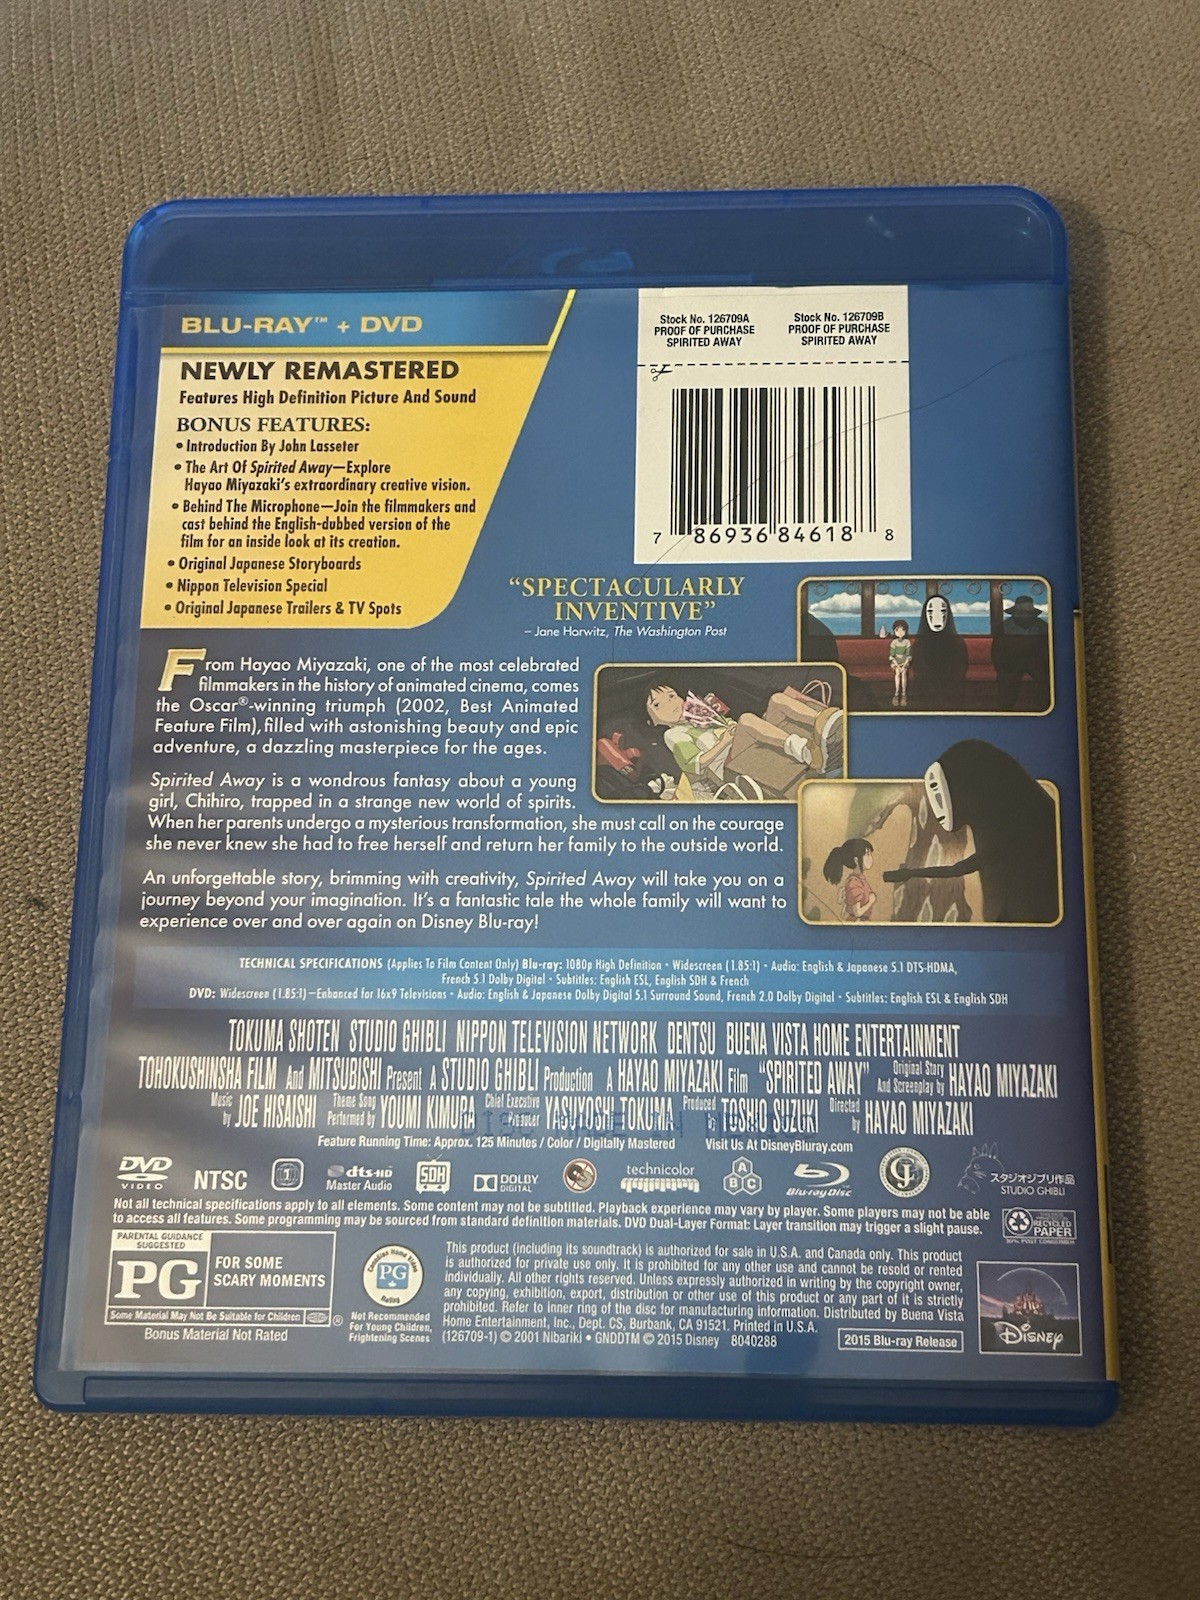 BLU-RAY™ + DVD
NEWLY REMASTERED
Features High Definition Picture And Sound
BONUS FEATURES:
• Introduction By John Lasseter
• The Art Of Spirited Away—Explore
Hayao Miyazaki's extraordinary creative vision.
• Behind The Microphone—Join the filmmakers and
cast behind the English-dubbed version of the
film for an inside look at its creation.
• Original Japanese Storyboards
• Nippon Television Special
• Original Japanese Trailers & TV Spots
Stock No. 126709A
PROOF OF PURCHASE
SPIRITED AWAY
Stock No. 126709B
PROOF OF PURCHASE
SPIRITED AWAY
7 86936 84618 8
“SPECTACULARLY
INVENTIVE”
– Jane Horwitz, The Washington Post
From Hayao Miyazaki, one of the most celebrated
filmmakers in the history of animated cinema, comes
the Oscar®-winning triumph (2002, Best Animated
Feature Film), filled with astonishing beauty and epic
adventure, a dazzling masterpiece for the ages.
Spirited Away is a wondrous fantasy about a young
girl, Chihiro, trapped in a strange new world of spirits.
When her parents undergo a mysterious transformation, she must call on the courage
she never knew she had to free herself and return her family to the outside world.
An unforgettable story, brimming with creativity, Spirited Away will take you on a
journey beyond your imagination. It's a fantastic tale the whole family will want to
experience over and over again on Disney Blu-ray!
TECHNICAL SPECIFICATIONS (Applies To Film Content Only) Blu-ray: 1080p High Definition • Widescreen (1.85:1) • Audio: English & Japanese 5.1 DTS-HDMA,
French 5.1 Dolby Digital • Subtitles: English ESL, English SDH & French
DVD: Widescreen (1.85:1)—Enhanced for 16x9 Televisions • Audio: English & Japanese Dolby Digital 5.1 Surround Sound, French 2.0 Dolby Digital • Subtitles: English ESL & English SDH
TOKUMA SHOTEN STUDIO GHIBLI NIPPON TELEVISION NETWORK DENTSU BUENA VISTA HOME ENTERTAINMENT
TOHOKUSHINSHA FILM And MITSUBISHI Present A STUDIO GHIBLI Production A HAYAO MIYAZAKI Film “SPIRITED AWAY” Original Story And Screenplay by HAYAO MIYAZAKI
Music by JOE HISAISHI Theme Song Performed by YOUMI KIMURA Chief Executive Producer YASUYOSHI TOKUMA Produced by TOSHIO SUZUKI Directed by HAYAO MIYAZAKI
DISC MADE IN MEXICO
Feature Running Time: Approx. 125 Minutes / Color / Digitally Mastered Visit Us At DisneyBluray.com
DVD VIDEO NTSC 1 dts-HD Master Audio SDH DOLBY DIGITAL technicolor A B C Blu-ray Disc スタジオジブリ作品 STUDIO GHIBLI
Not all technical specifications apply to all elements. Some content may not be subtitled. Playback experience may vary by player. Some players may not be able
to access all features. Some programming may be sourced from standard definition materials. DVD Dual-Layer Format: Layer transition may trigger a slight pause.
RECYCLED
PAPER
PARENTAL GUIDANCE
SUGGESTED
PG
FOR SOME
SCARY MOMENTS
Some Material May Not Be Suitable for Children
®
Bonus Material Not Rated
Canadian Home Video
PG
Rating
Not Recommended
For Young Children,
Frightening Scenes
This product (including its soundtrack) is authorized for sale in U.S.A. and Canada only. This product
is authorized for private use only. It is prohibited for any other use and cannot be resold or rented
individually. All other rights reserved. Unless expressly authorized in writing by the copyright owner,
any copying, exhibition, export, distribution or other use of this product or any part of it is strictly
prohibited. Refer to inner ring of the disc for manufacturing information. Distributed by Buena Vista
Home Entertainment, Inc., Dept. CS, Burbank, CA 91521. Printed in U.S.A.
(126709-1) © 2001 Nibariki • GNDDTM © 2015 Disney 8040288
2015 Blu-ray Release
DISNEY